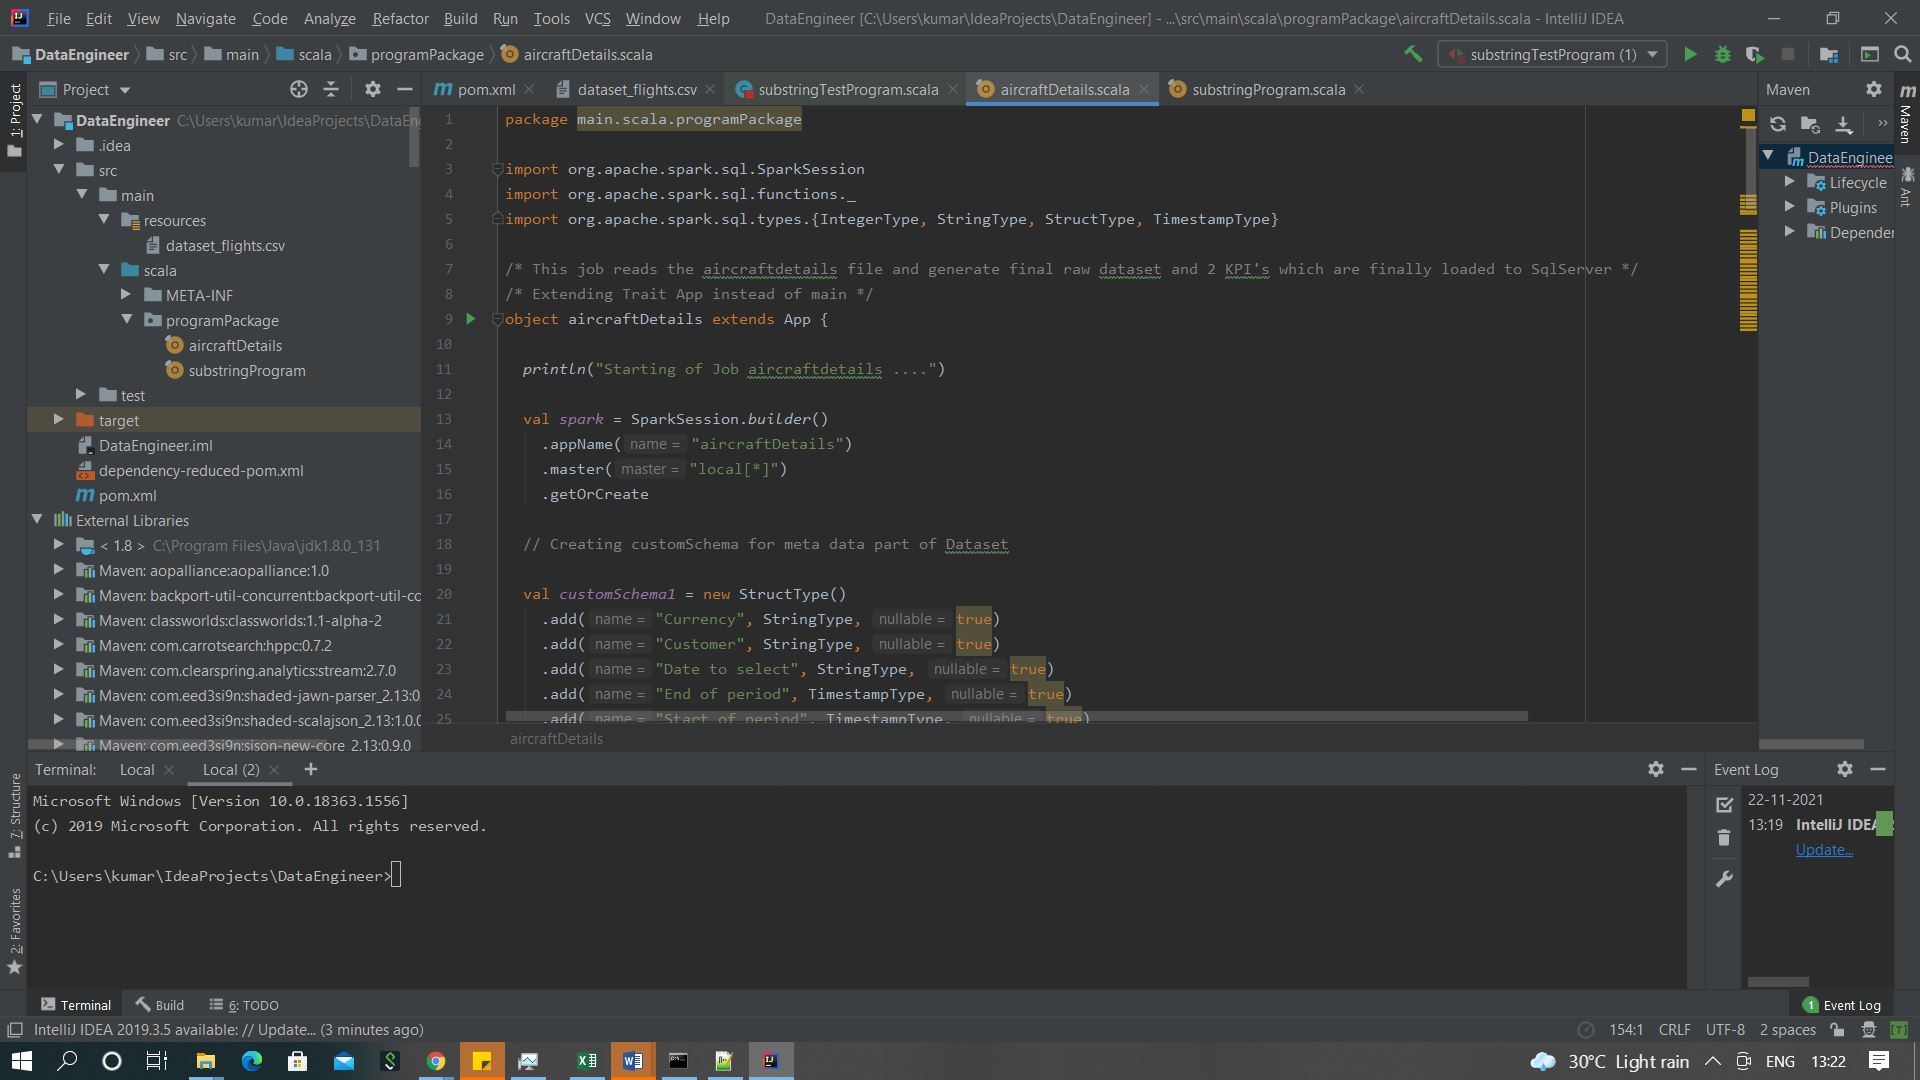 File Edit View Navigate Code Analyze Refactor Build Run Tools VCS Window Help DataEngineer [C:\Users\kumar\IdeaProjects\DataEngineer] - ...\src\main\scala\programPackage\aircraftDetails.scala - IntelliJ IDEA
DataEngineer src main scala programPackage aircraftDetails.scala substringTestProgram (1)
1: Project
Project
pom.xml dataset_flights.csv substringTestProgram.scala aircraftDetails.scala substringProgram.scala
DataEngineer C:\Users\kumar\IdeaProjects\DataEn
.idea
src
main
resources
dataset_flights.csv
scala
META-INF
programPackage
aircraftDetails
substringProgram
test
target
DataEngineer.iml
dependency-reduced-pom.xml
pom.xml
External Libraries
< 1.8 > C:\Program Files\Java\jdk1.8.0_131
Maven: aopalliance:aopalliance:1.0
Maven: backport-util-concurrent:backport-util-co
Maven: classworlds:classworlds:1.1-alpha-2
Maven: com.carrotsearch:hppc:0.7.2
Maven: com.clearspring.analytics:stream:2.7.0
Maven: com.eed3si9n:shaded-jawn-parser_2.13:0
Maven: com.eed3si9n:shaded-scalajson_2.13:1.0.0
Maven: com.eed3si9n:sjson-new-core_2.13:0.9.0
1 package main.scala.programPackage
2
3 import org.apache.spark.sql.SparkSession
4 import org.apache.spark.sql.functions._
5 import org.apache.spark.sql.types.{IntegerType, StringType, StructType, TimestampType}
6
7 /* This job reads the aircraftdetails file and generate final raw dataset and 2 KPI's which are finally loaded to SqlServer */
8 /* Extending Trait App instead of main */
9 object aircraftDetails extends App {
10
11 println("Starting of Job aircraftdetails ....")
12
13 val spark = SparkSession.builder()
14 .appName( name = "aircraftDetails")
15 .master( master = "local[*]")
16 .getOrCreate
17
18 // Creating customSchema for meta data part of Dataset
19
20 val customSchema1 = new StructType()
21 .add( name = "Currency", StringType, nullable = true)
22 .add( name = "Customer", StringType, nullable = true)
23 .add( name = "Date to select", StringType, nullable = true)
24 .add( name = "End of period", TimestampType, nullable = true)
25 .add( name = "Start of period", TimestampType, nullable = true)
aircraftDetails
Maven
DataEnginee
Lifecycle
Plugins
Depender
Maven
Ant
Terminal: Local Local (2) +
Microsoft Windows [Version 10.0.18363.1556]
(c) 2019 Microsoft Corporation. All rights reserved.
C:\Users\kumar\IdeaProjects\DataEngineer>
7: Structure
2: Favorites
Event Log
22-11-2021
13:19 IntelliJ IDEA
Update...
Terminal Build 6: TODO
1 Event Log
IntelliJ IDEA 2019.3.5 available: // Update... (3 minutes ago) 154:1 CRLF UTF-8 2 spaces
30°C Light rain ENG 13:22